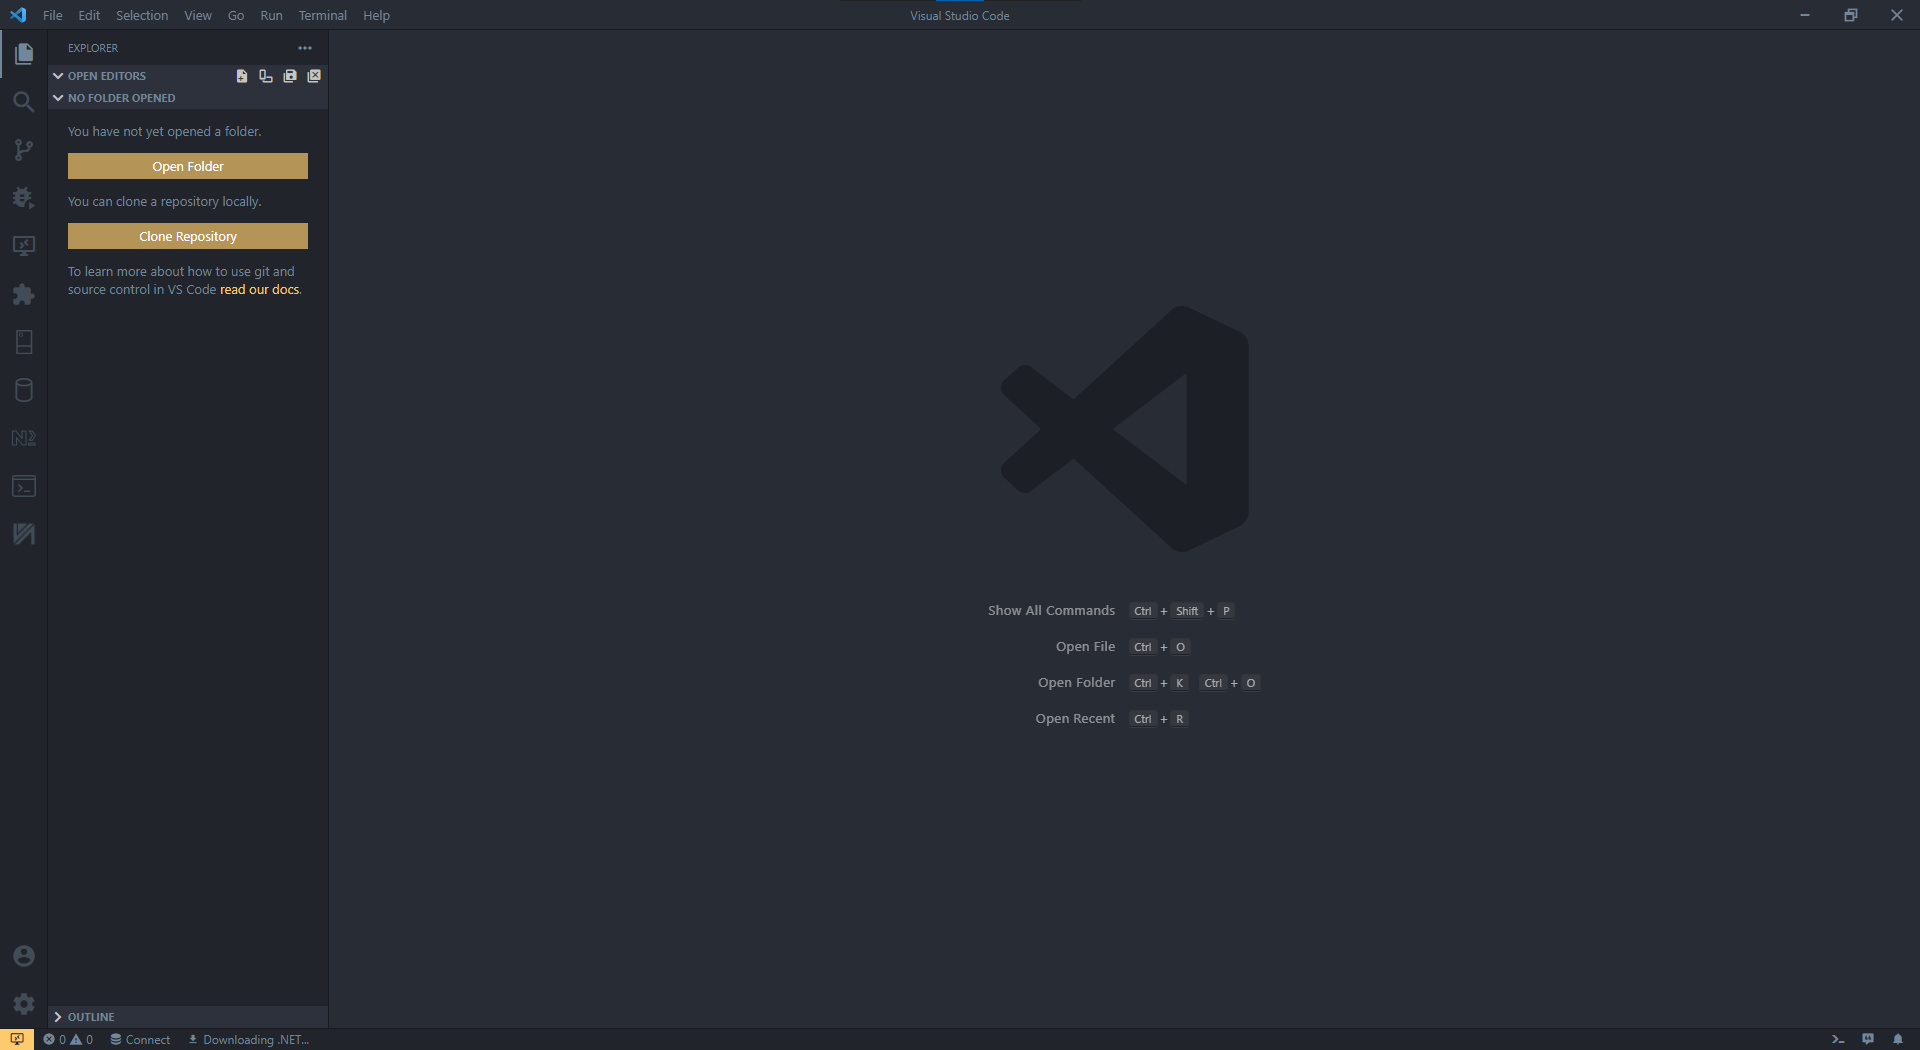 File Edit Selection View Go Run Terminal Help
Visual Studio Code
EXPLORER
OPEN EDITORS
NO FOLDER OPENED
You have not yet opened a folder.
Open Folder
You can clone a repository locally.
Clone Repository
To learn more about how to use git and
source control in VS Code read our docs.
Show All Commands Ctrl + Shift + P
Open File Ctrl + O
Open Folder Ctrl + K Ctrl + O
Open Recent Ctrl + R
OUTLINE
0 0 Connect Downloading .NET...